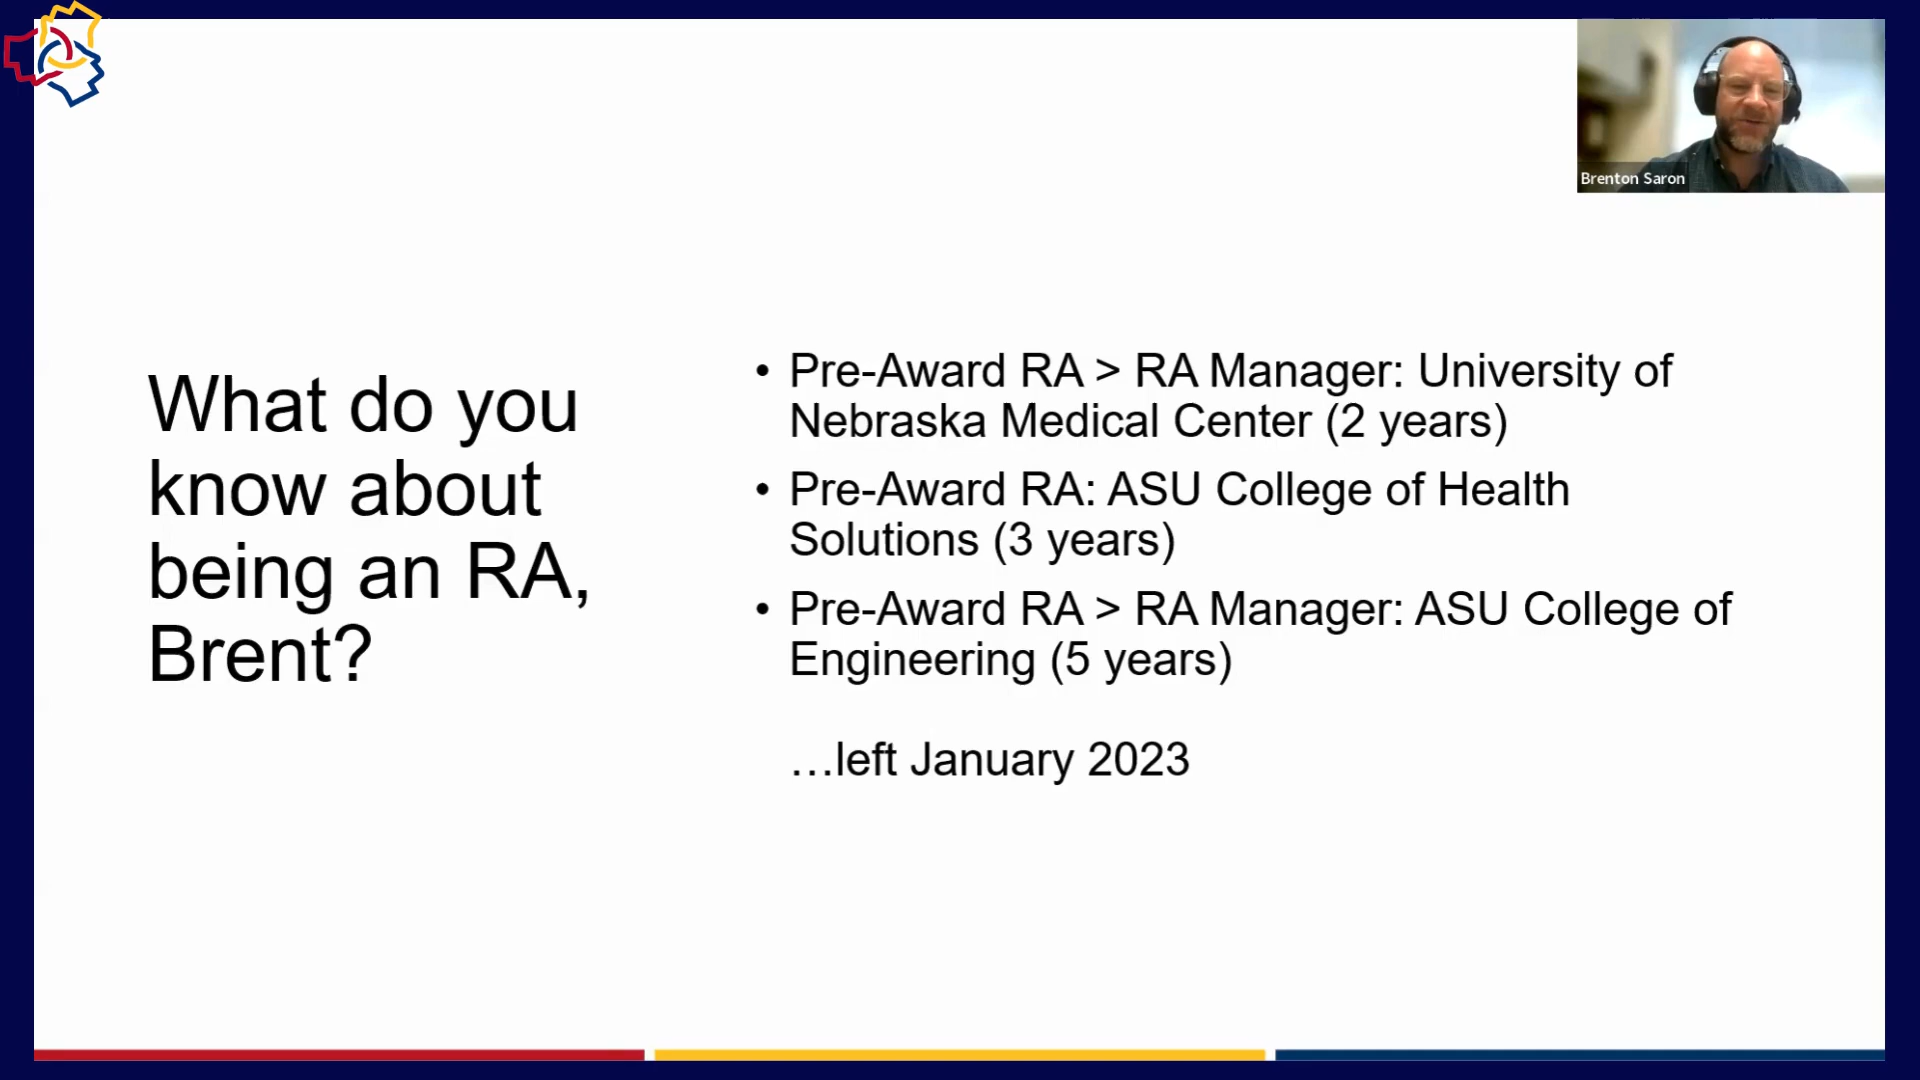 Brenton Saron
What do you
know about
being an RA,
Brent?
• Pre-Award RA > RA Manager: University of
Nebraska Medical Center (2 years)
• Pre-Award RA: ASU College of Health
Solutions (3 years)
• Pre-Award RA > RA Manager: ASU College of
Engineering (5 years)
…left January 2023